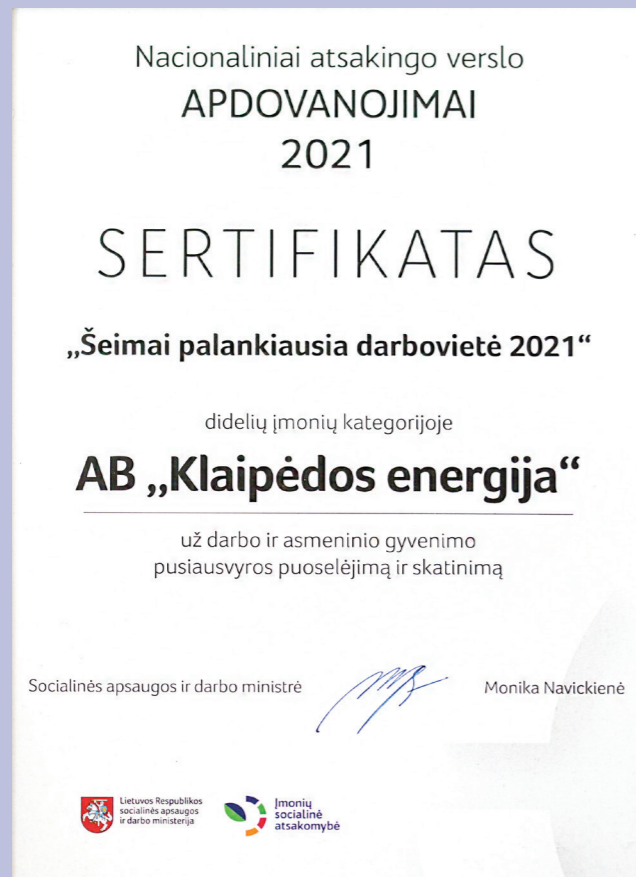 Nacionaliniai atsakingo verslo
APDOVANOJIMAI
2021
SERTIFIKATAS
„Šeimai palankiausia darbovietė 2021“
didelių įmonių kategorijoje
AB „Klaipėdos energija“
už darbo ir asmeninio gyvenimo
pusiausvyros puoselėjimą ir skatinimą
Socialinės apsaugos ir darbo ministrė
Monika Navickienė
Lietuvos Respublikos
socialinės apsaugos
ir darbo ministerija
Įmonių
socialinė
atsakomybė